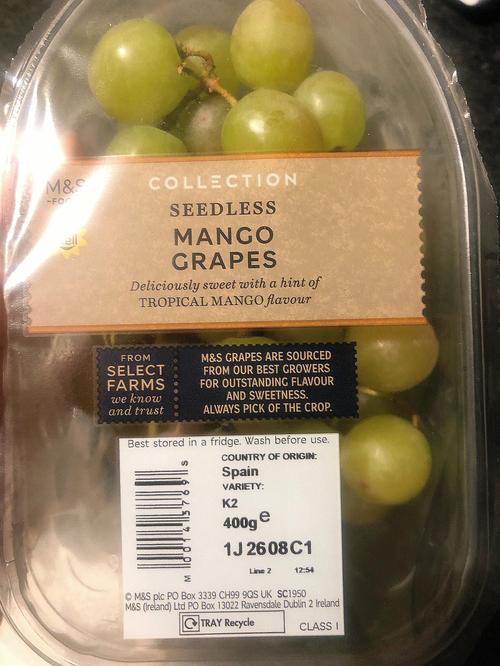 M&S
COLLECTION
SEEDLESS
MANGO
GRAPES
Deliciously sweet with a hint of
TROPICAL MANGO flavour
FROM
SELECT
FARMS
we know
and trust
M&S GRAPES ARE SOURCED
FROM OUR BEST GROWERS
FOR OUTSTANDING FLAVOUR
AND SWEETNESS.
ALWAYS PICK OF THE CROP.
Best stored in a fridge. Wash before use.
COUNTRY OF ORIGIN:
Spain
VARIETY:
K2
400g e
1J2608C1
Line 2 12:54
© M&S plc PO Box 3339 CH99 9QS UK SC1950
M&S (Ireland) Ltd PO Box 13022 Ravensdale Dublin 2 Ireland
TRAY Recycle
CLASS I